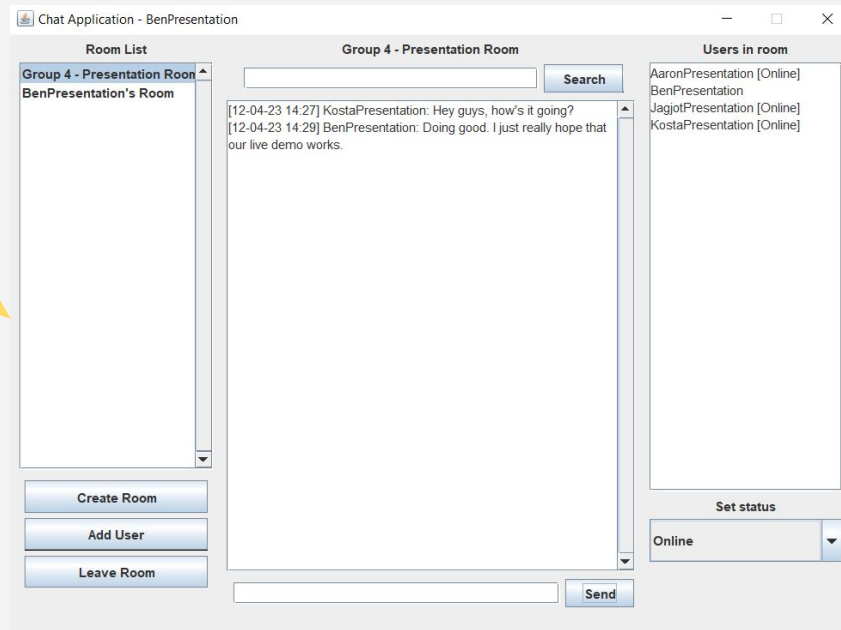 Chat Application - BenPresentation
Room List
Group 4 - Presentation Room
BenPresentation's Room
Create Room
Add User
Leave Room
Group 4 - Presentation Room
Search
[12-04-23 14:27] KostaPresentation: Hey guys, how's it going?
[12-04-23 14:29] BenPresentation: Doing good. I just really hope that
our live demo works.
Send
Users in room
AaronPresentation [Online]
BenPresentation
JagjotPresentation [Online]
KostaPresentation [Online]
Set status
Online